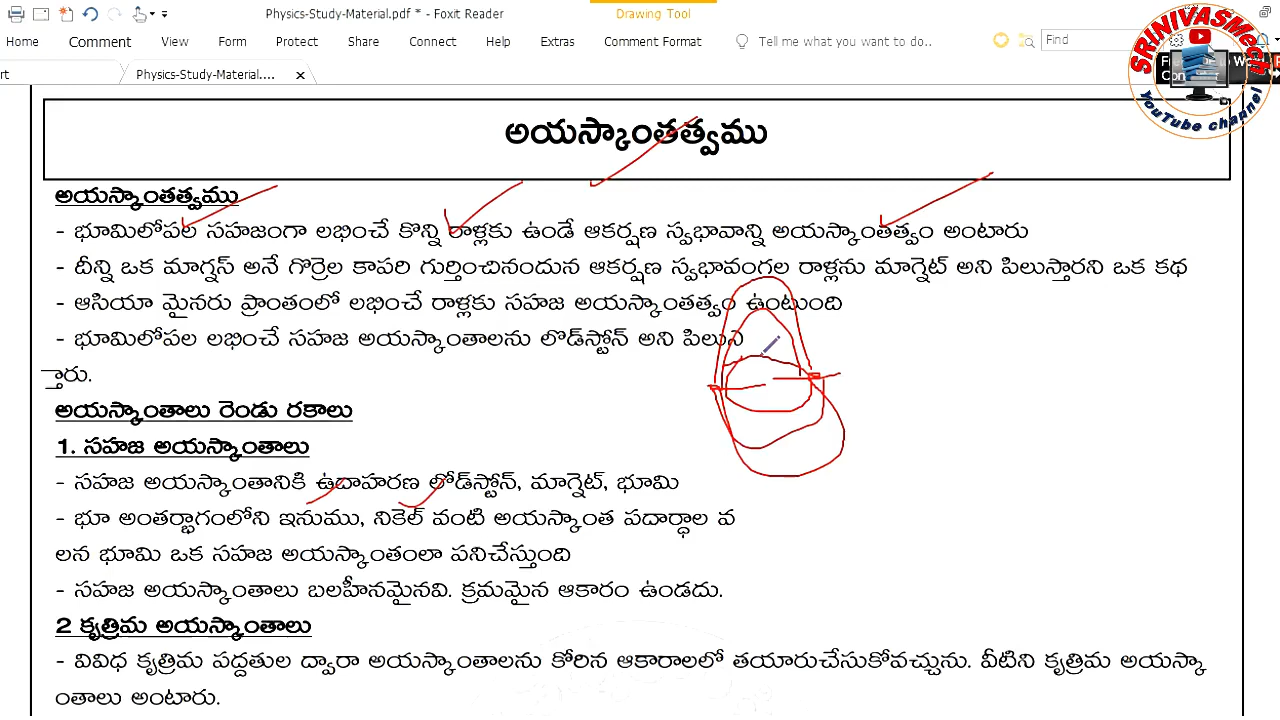 Physics-Study-Material.pdf * - Foxit Reader
Drawing Tool
Home Comment View Form Protect Share Connect Help Extras Comment Format Tell me what you want to do.. Find
rt Physics-Study-Material....
SRINIVASMech
YouTube channel
అయస్కాంతత్వము
అయస్కాంతత్వము
- భూమిలోపల సహజంగా లభించే కొన్ని రాళ్లకు ఉండే ఆకర్షణ స్వభావాన్ని అయస్కాంతత్వం అంటారు
- దీన్ని ఒక మాగ్నస్ అనే గొర్రెల కాపరి గుర్తించినందున ఆకర్షణ స్వభావంగల రాళ్లను మాగ్నెట్ అని పిలుస్తారని ఒక కథ
- ఆసియా మైనరు ప్రాంతంలో లభించే రాళ్లకు సహజ అయస్కాంతత్వం ఉంటుంది
- భూమిలోపల లభించే సహజ అయస్కాంతాలను లొడ్‌స్టోన్ అని పిలుని
్తారు.
అయస్కాంతాలు రెండు రకాలు
1. సహజ అయస్కాంతాలు
- సహజ అయస్కాంతానికి ఉదాహరణ లోడ్‌స్టోన్, మాగ్నెట్, భూమి
- భూ అంతర్భాగంలోని ఇనుము, నికెల్ వంటి అయస్కాంత పదార్ధాల వ
లన భూమి ఒక సహజ అయస్కాంతంలా పనిచేస్తుంది
- సహజ అయస్కాంతాలు బలహీనమైనవి. క్రమమైన ఆకారం ఉండదు.
2 కృత్రిమ అయస్కాంతాలు
- వివిధ కృత్రిమ పద్దతుల ద్వారా అయస్కాంతాలను కోరిన ఆకారాలలో తయారుచేసుకోవచ్చును. వీటిని కృత్రిమ అయస్కా
ంతాలు అంటారు.